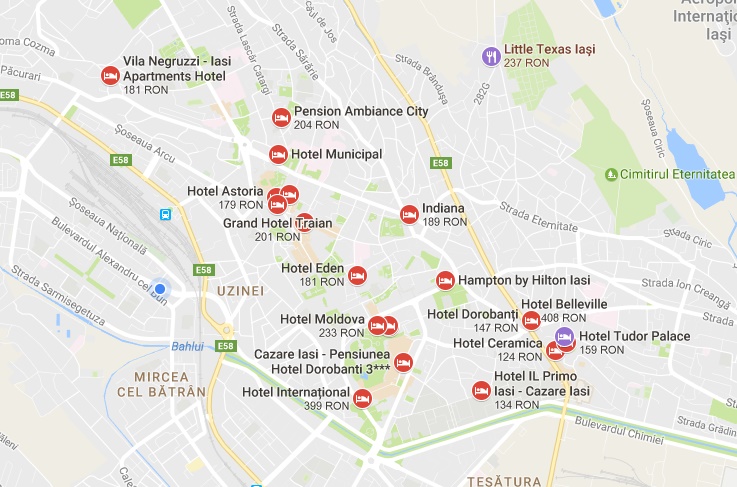 Aeroport
Internațio
Iași
oma Cozma
Strada Lascăr Catargi
Strada Sărărie
Strada Brândușa
Little Texas Iași
237 RON
282G
Șoseaua Ciric
Vila Negruzzi - Iasi
Apartments Hotel
181 RON
Păcurari
E58
Pension Ambiance City
204 RON
Șoseaua Arcu
E58
Hotel Municipal
E58
Cimitirul Eternitatea
Hotel Astoria
179 RON
Grand Hotel Traian
201 RON
Indiana
189 RON
Strada Eternitate
Strada Ciric
Șoseaua Națională
Bulevardul Alexandru cel Bun
Strada Sarmisegetuza
E58
UZINEI
Hotel Eden
181 RON
Hampton by Hilton Iasi
Strada Ion Creangă
Hotel Belleville
408 RON
Hotel Dorobanți
147 RON
Hotel Moldova
233 RON
Hotel Ceramica
124 RON
Hotel Tudor Palace
159 RON
Bahlui
E58
Cazare Iasi - Pensiunea
Hotel Dorobanti 3***
MIRCEA
CEL BĂTRÂN
Hotel Internațional
399 RON
Hotel IL Primo
Iasi - Cazare Iasi
134 RON
Strada Grădin
Bulevardul Chimiei
TESĂTURA